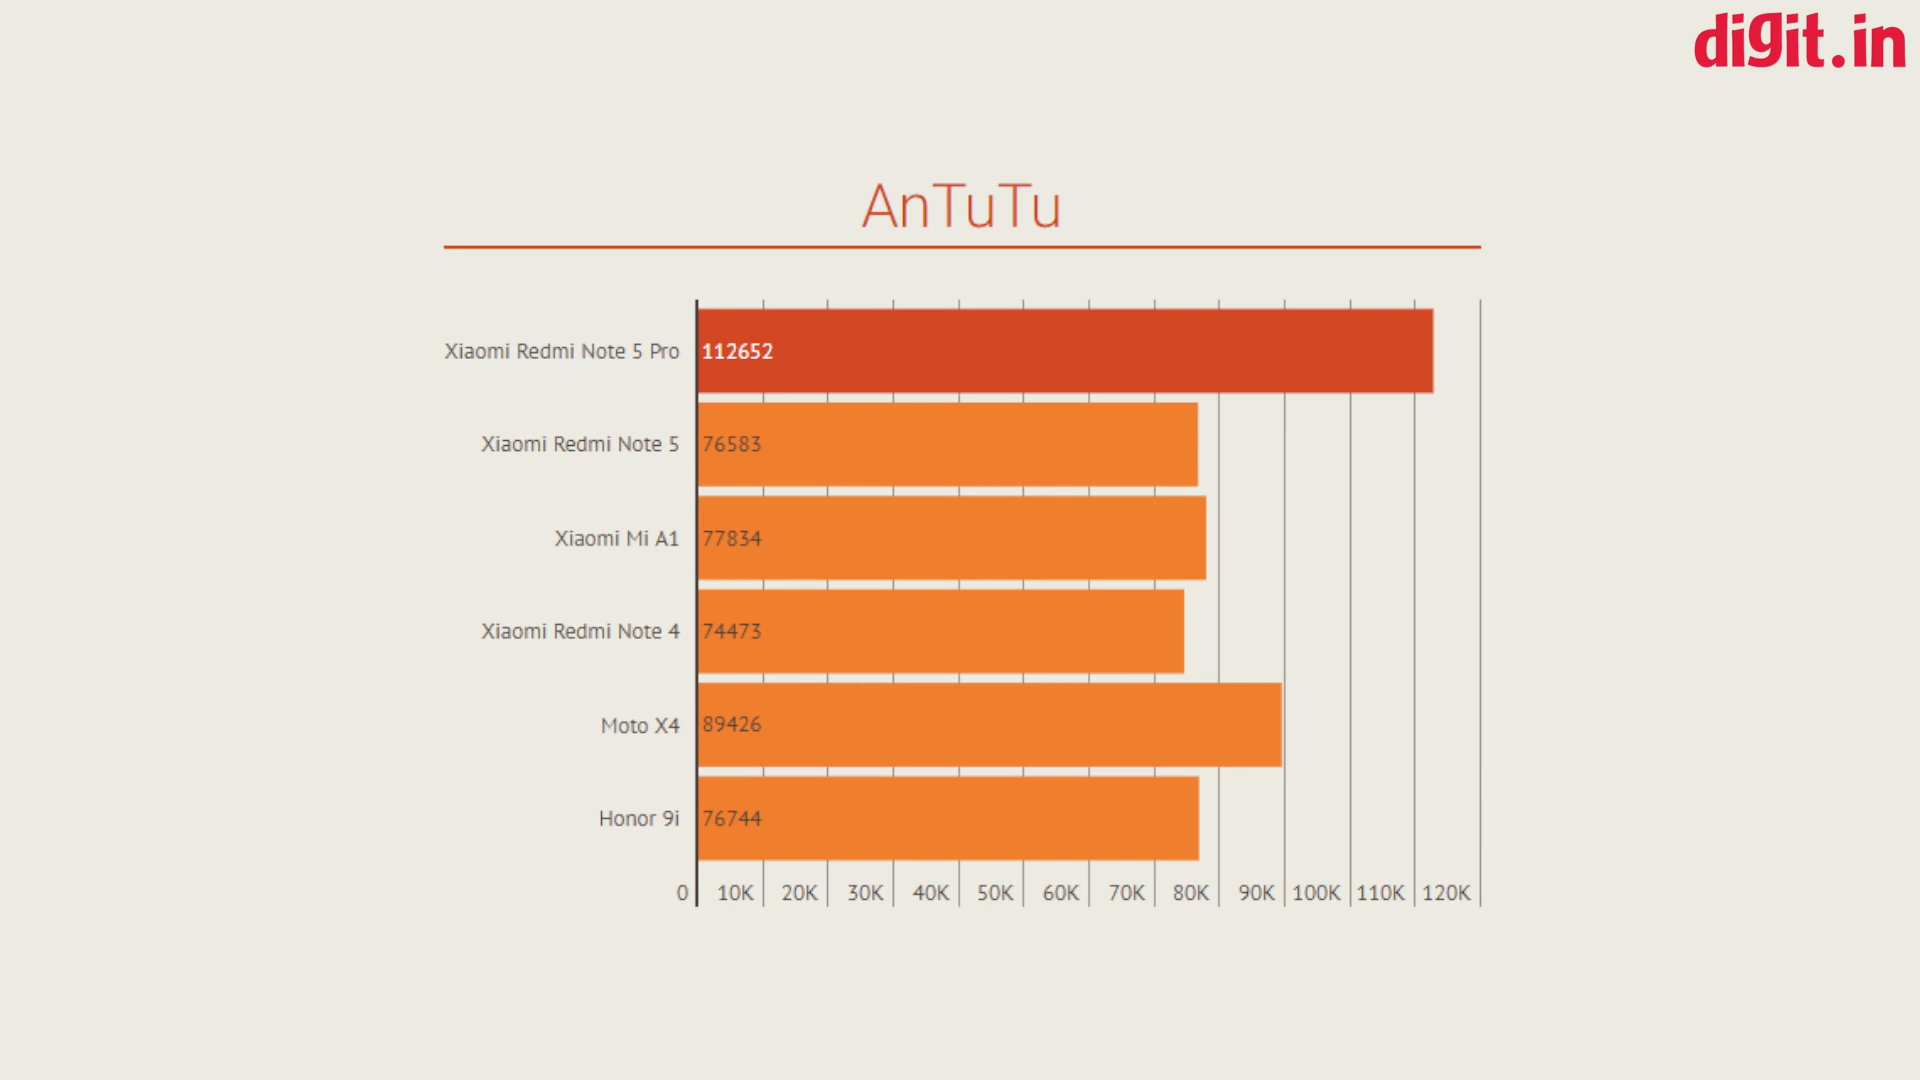 digit.in
AnTuTu
Xiaomi Redmi Note 5 Pro 112652
Xiaomi Redmi Note 5 76583
Xiaomi Mi A1 77834
Xiaomi Redmi Note 4 74473
Moto X4 89426
Honor 9i 76744
0 10K 20K 30K 40K 50K 60K 70K 80K 90K 100K 110K 120K